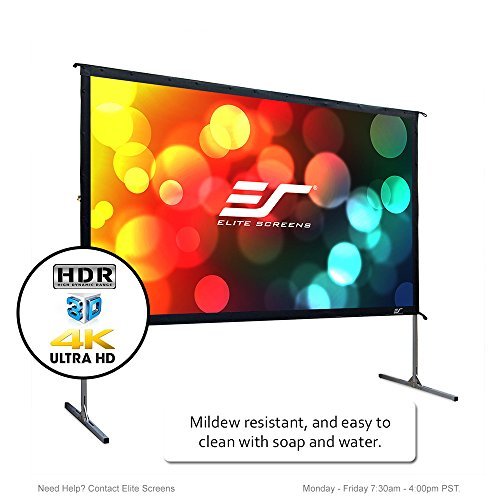 ES®
ELITE SCREENS
HDR
HIGH DYNAMIC RANGE
3D
4K
ULTRA HD
Mildew resistant, and easy to
clean with soap and water.
Need Help? Contact Elite Screens
Monday - Friday 7:30am - 4:00pm PST.